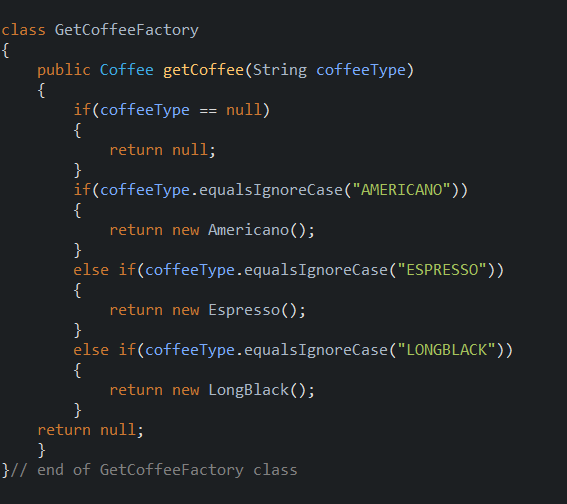 class GetCoffeeFactory
{
    public Coffee getCoffee(String coffeeType)
    {
        if(coffeeType == null)
        {
            return null;
        }
        if(coffeeType.equalsIgnoreCase("AMERICANO"))
        {
            return new Americano();
        }
        else if(coffeeType.equalsIgnoreCase("ESPRESSO"))
        {
            return new Espresso();
        }
        else if(coffeeType.equalsIgnoreCase("LONGBLACK"))
        {
            return new LongBlack();
        }
    return null;
    }
}// end of GetCoffeeFactory class